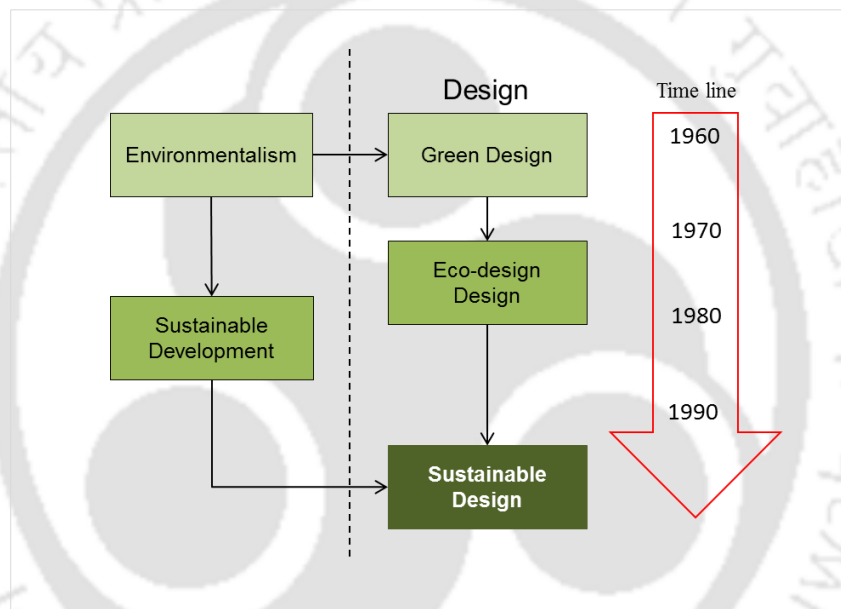 Design
Time line
Environmentalism
Green Design
1960
1970
Eco-design
Design
Sustainable
Development
1980
1990
Sustainable
Design